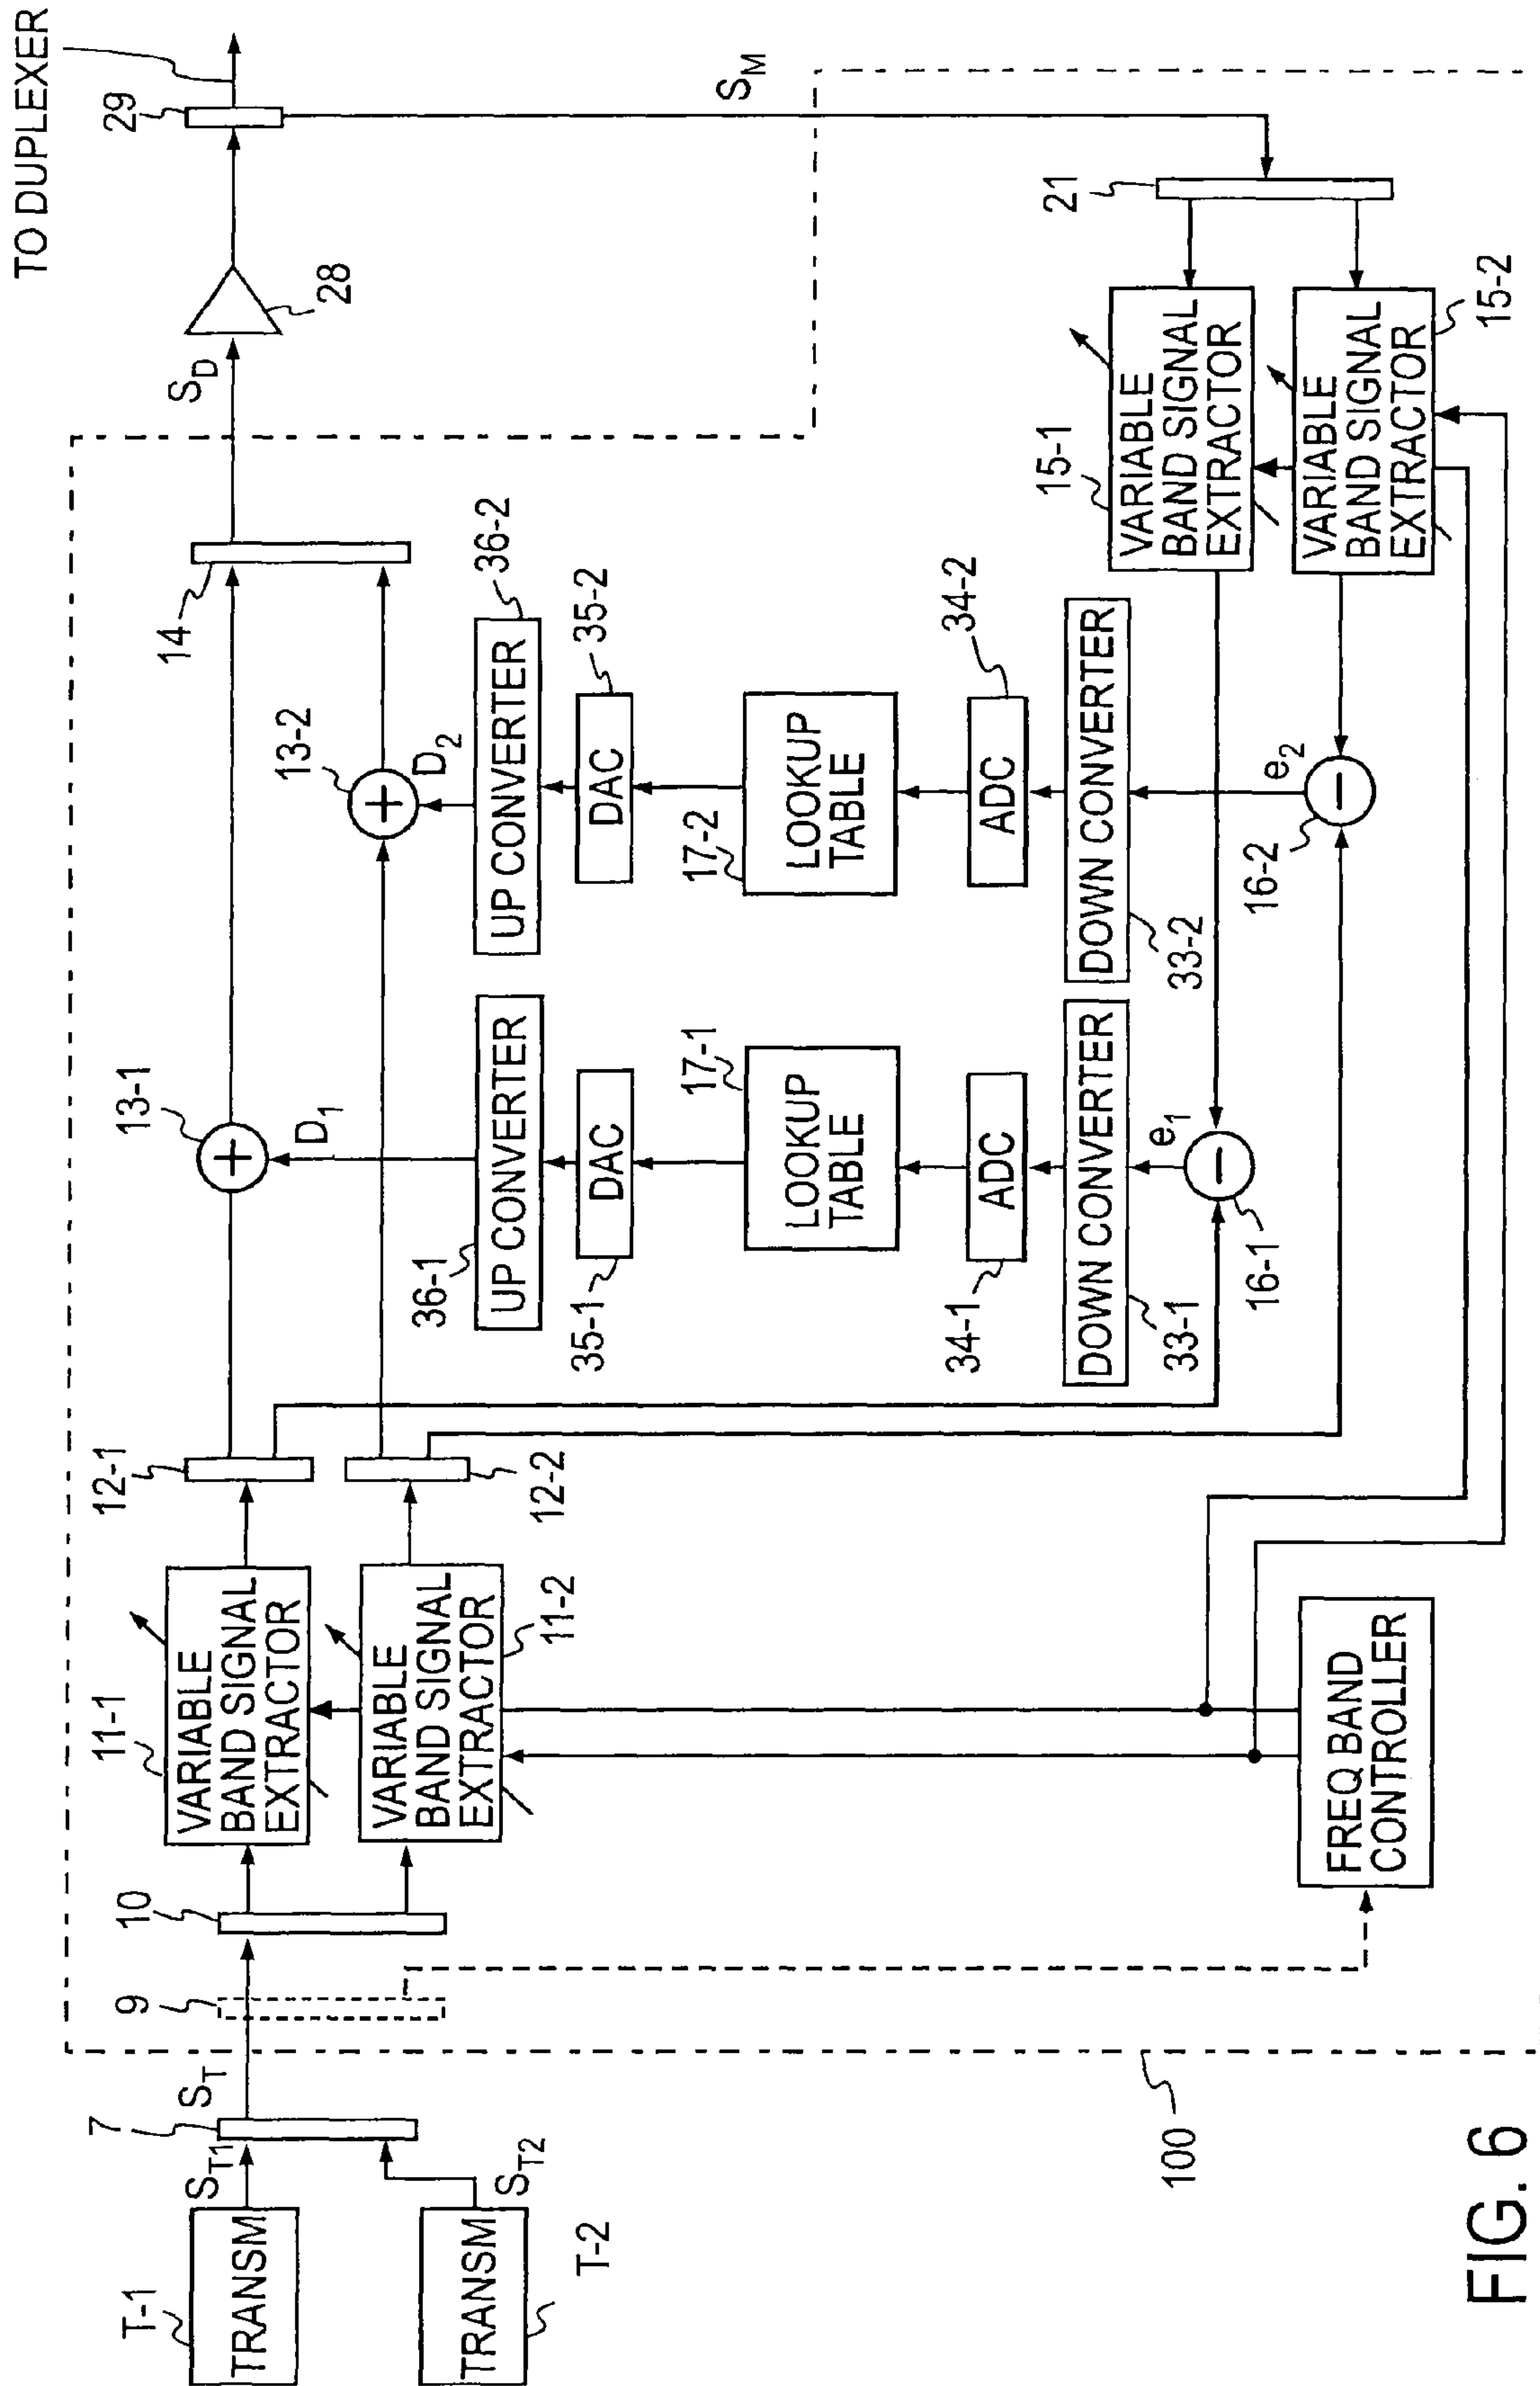 TO DUPLEXER
29
S_M
28
S_D
21
14
13-1
D_1
13-2
D_2
36-2
UP CONVERTER
35-2
DAC
17-2
LOOKUP
TABLE
34-2
ADC
DOWN CONVERTER
33-2
15-1
VARIABLE
BAND SIGNAL
EXTRACTOR
15-2
VARIABLE
BAND SIGNAL
EXTRACTOR
e_2
16-2
36-1
UP CONVERTER
35-1
DAC
17-1
LOOKUP
TABLE
34-1
ADC
DOWN CONVERTER
33-1
e_1
16-1
12-1
12-2
11-1
VARIABLE
BAND SIGNAL
EXTRACTOR
11-2
VARIABLE
BAND SIGNAL
EXTRACTOR
10
9
FREQ BAND
CONTROLLER
S_T
7
S_T1
S_T2
T-1
TRANSM
T-2
TRANSM
100
FIG. 6